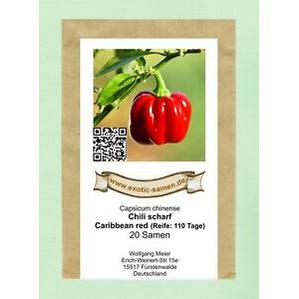 www.exotic-samen.de
Capsicum chinense
Chili scharf
Caribbean red (Reife: 110 Tage)
20 Samen
Wolfgang Meier
Erich-Weinert-Str.15e
15517 Fürstenwalde
Deutschland